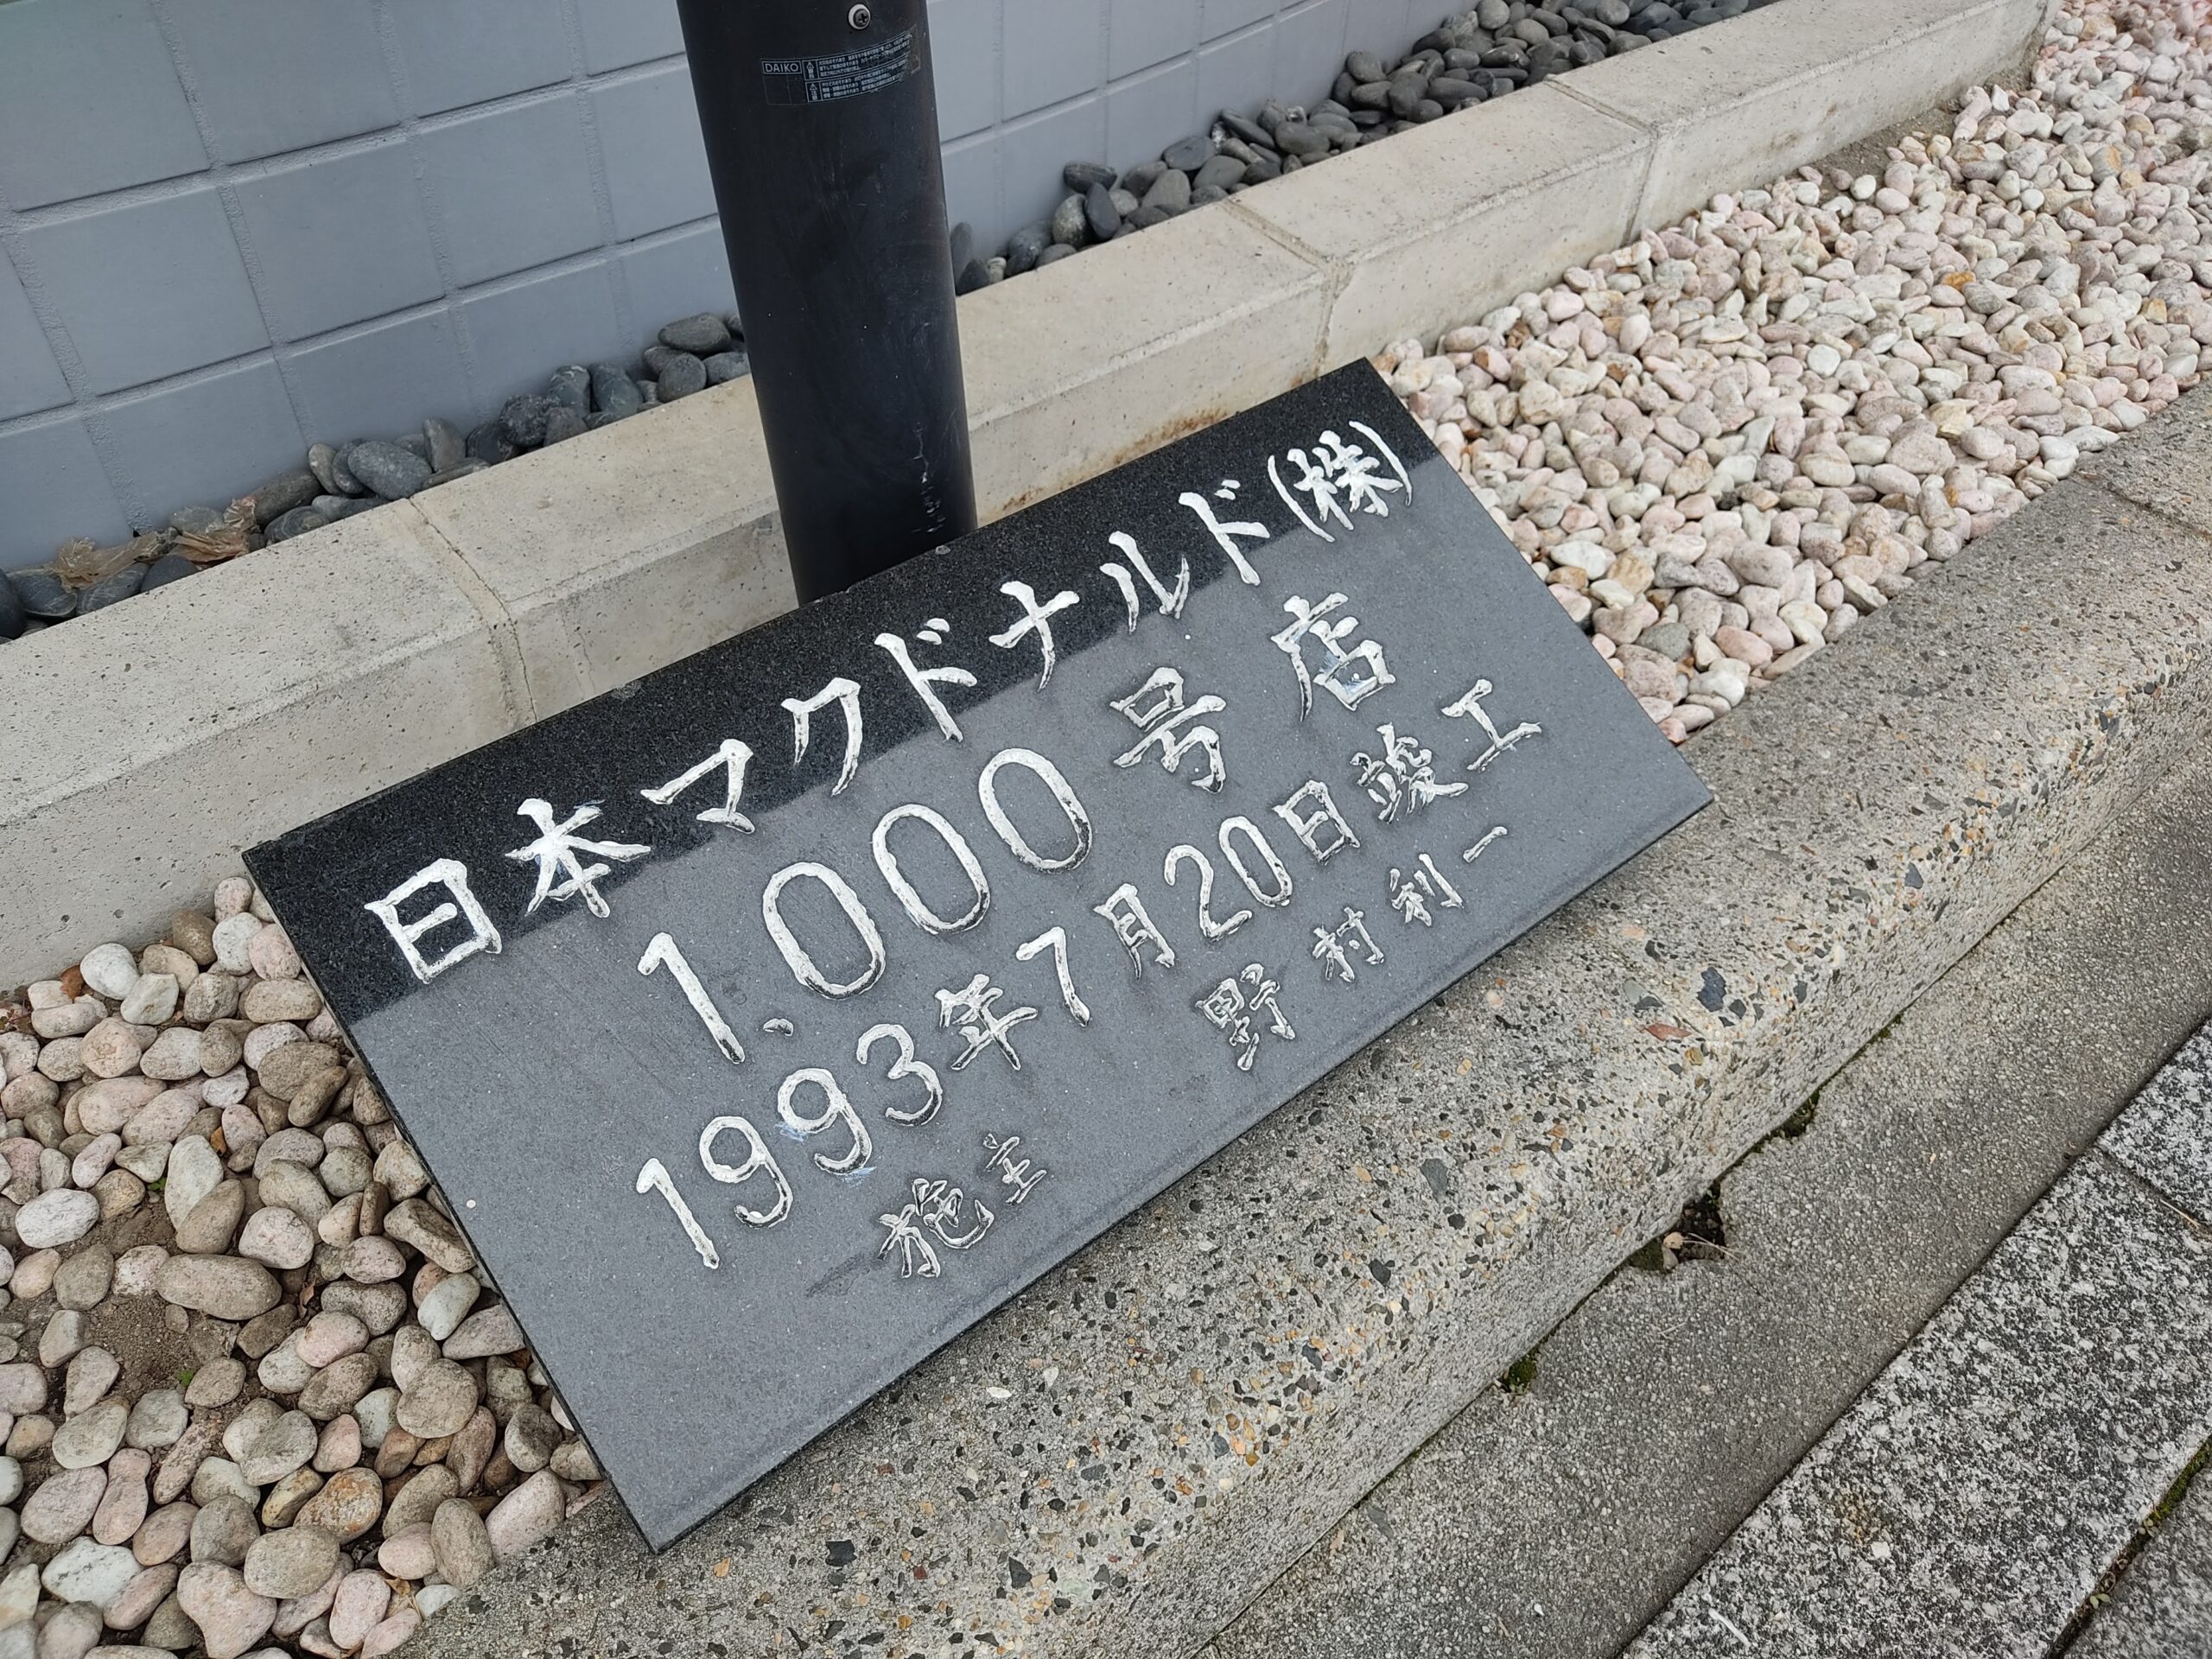 DAIKO
日本マクドナルド(株)
1.000号店
1993年7月20日竣工
施主 野村利一